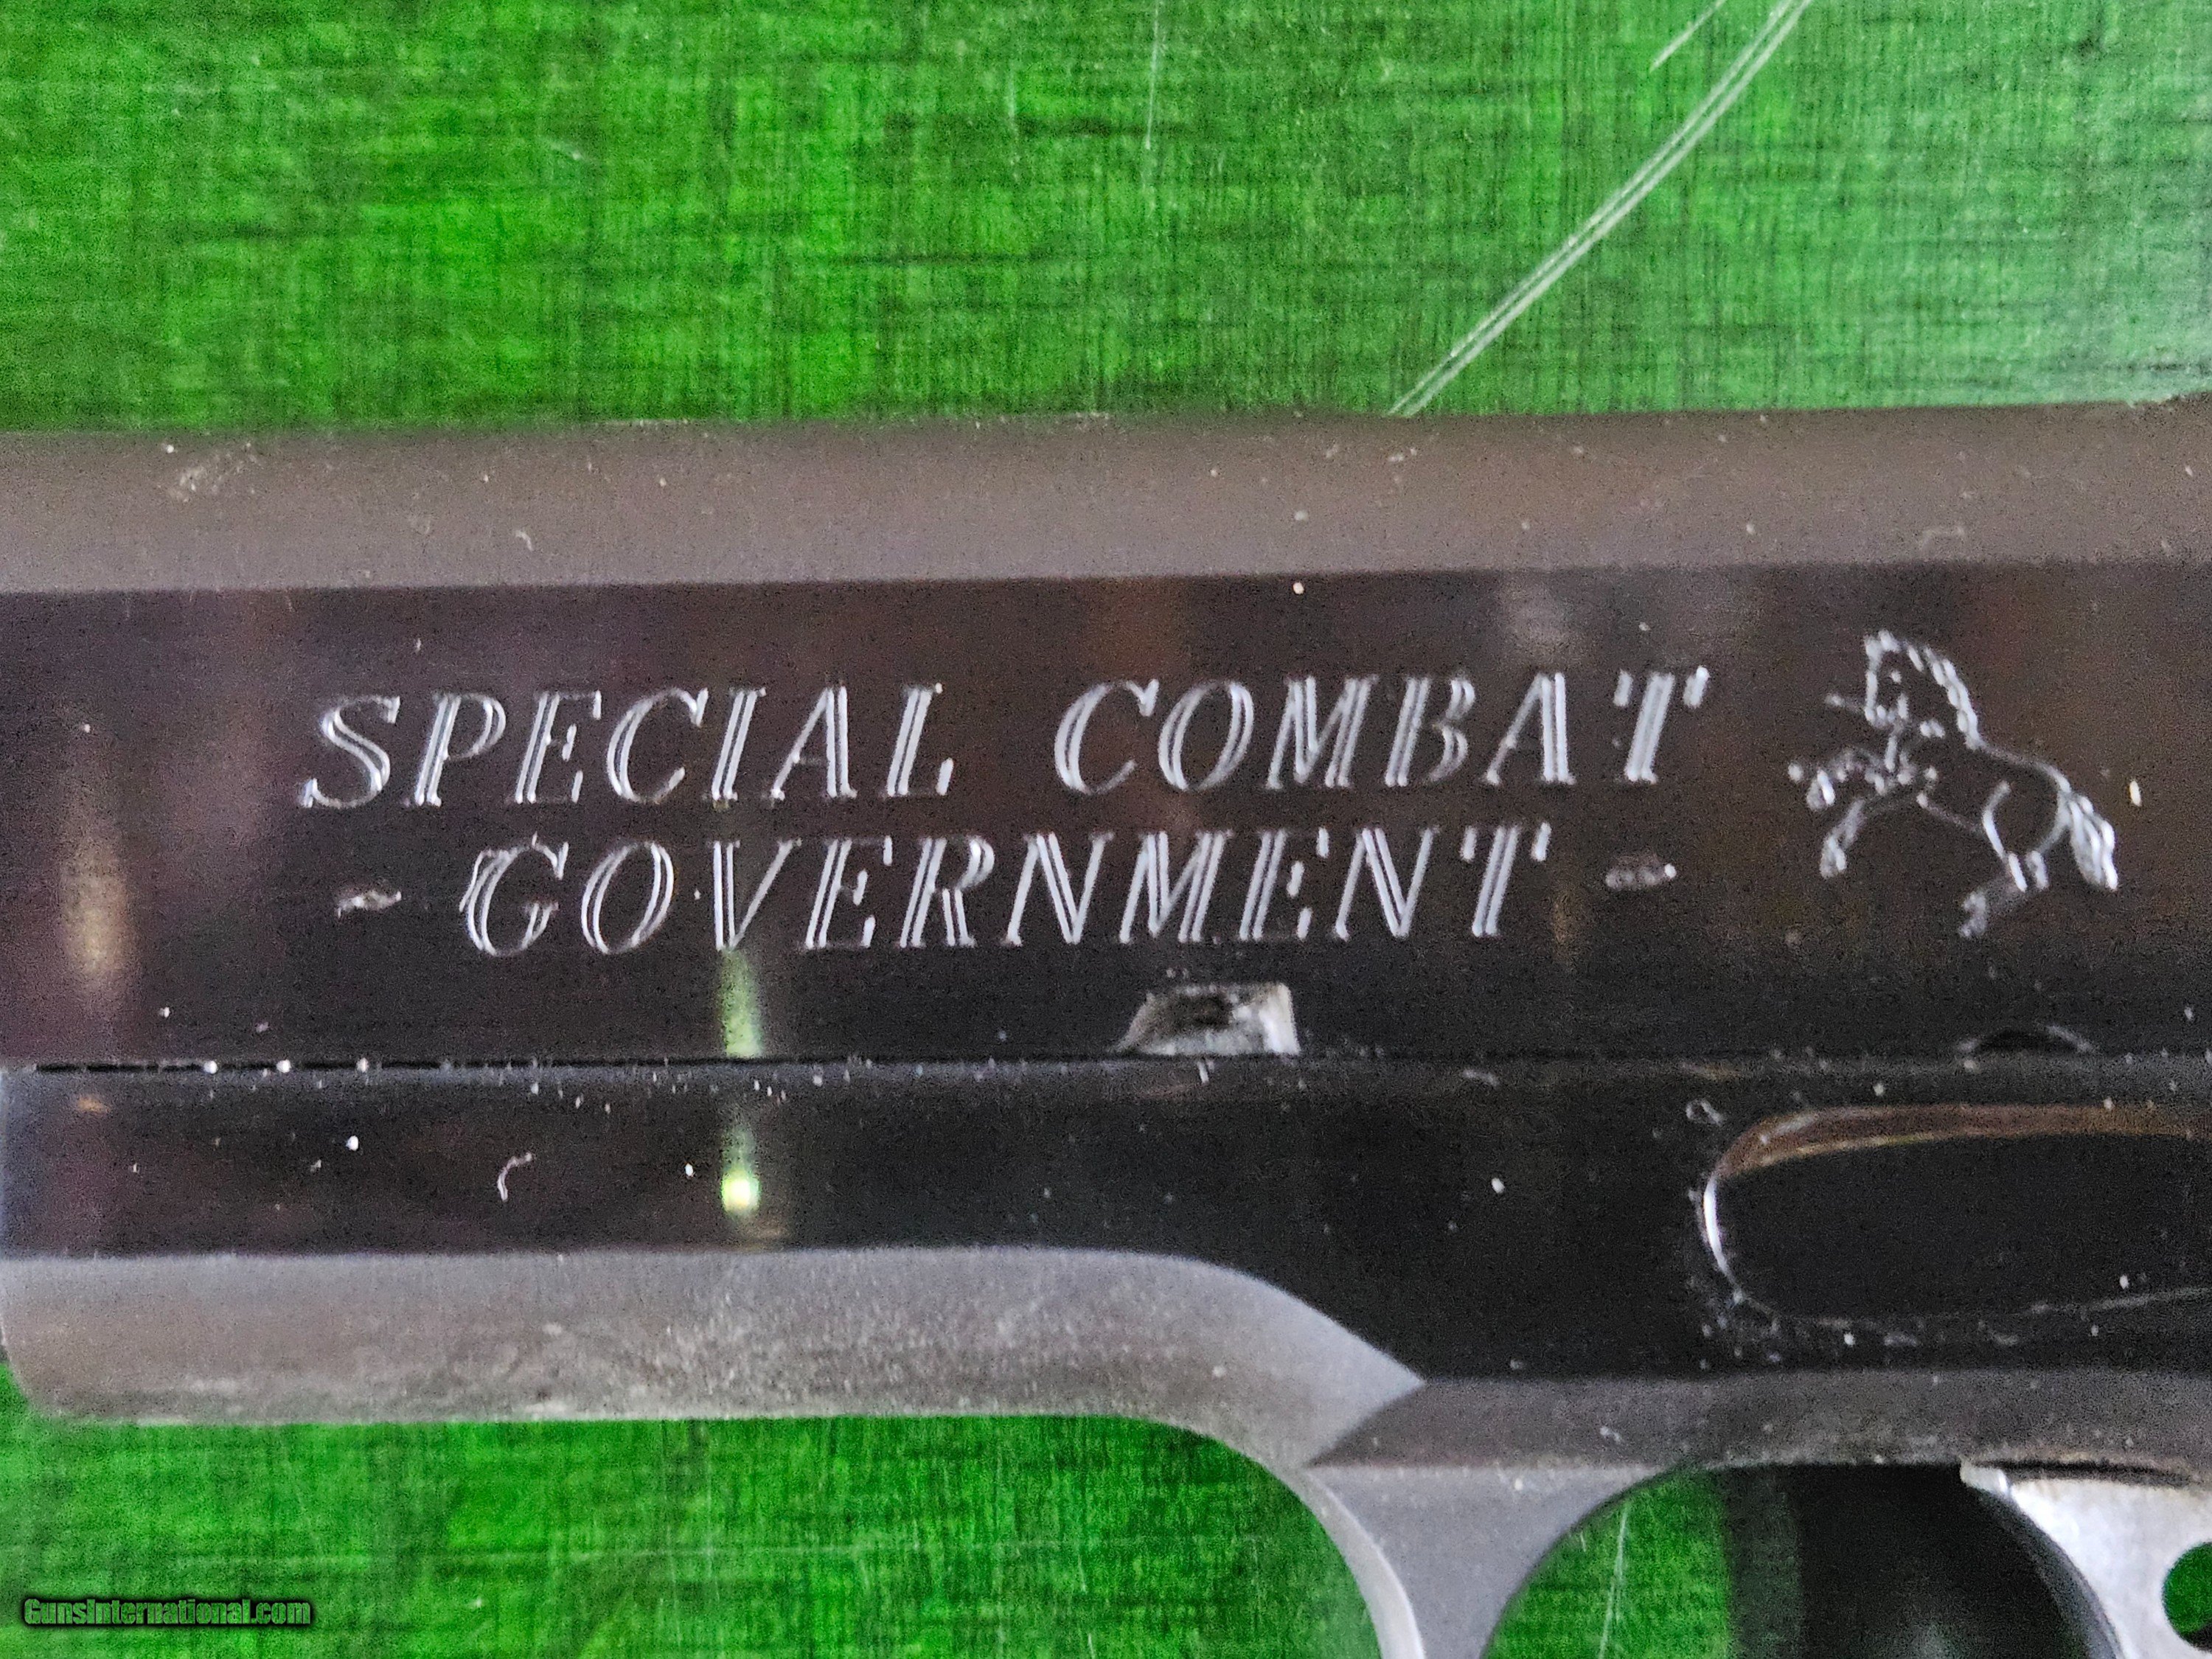 SPECIAL COMBAT
- GOVERNMENT -
GunsInternational.com